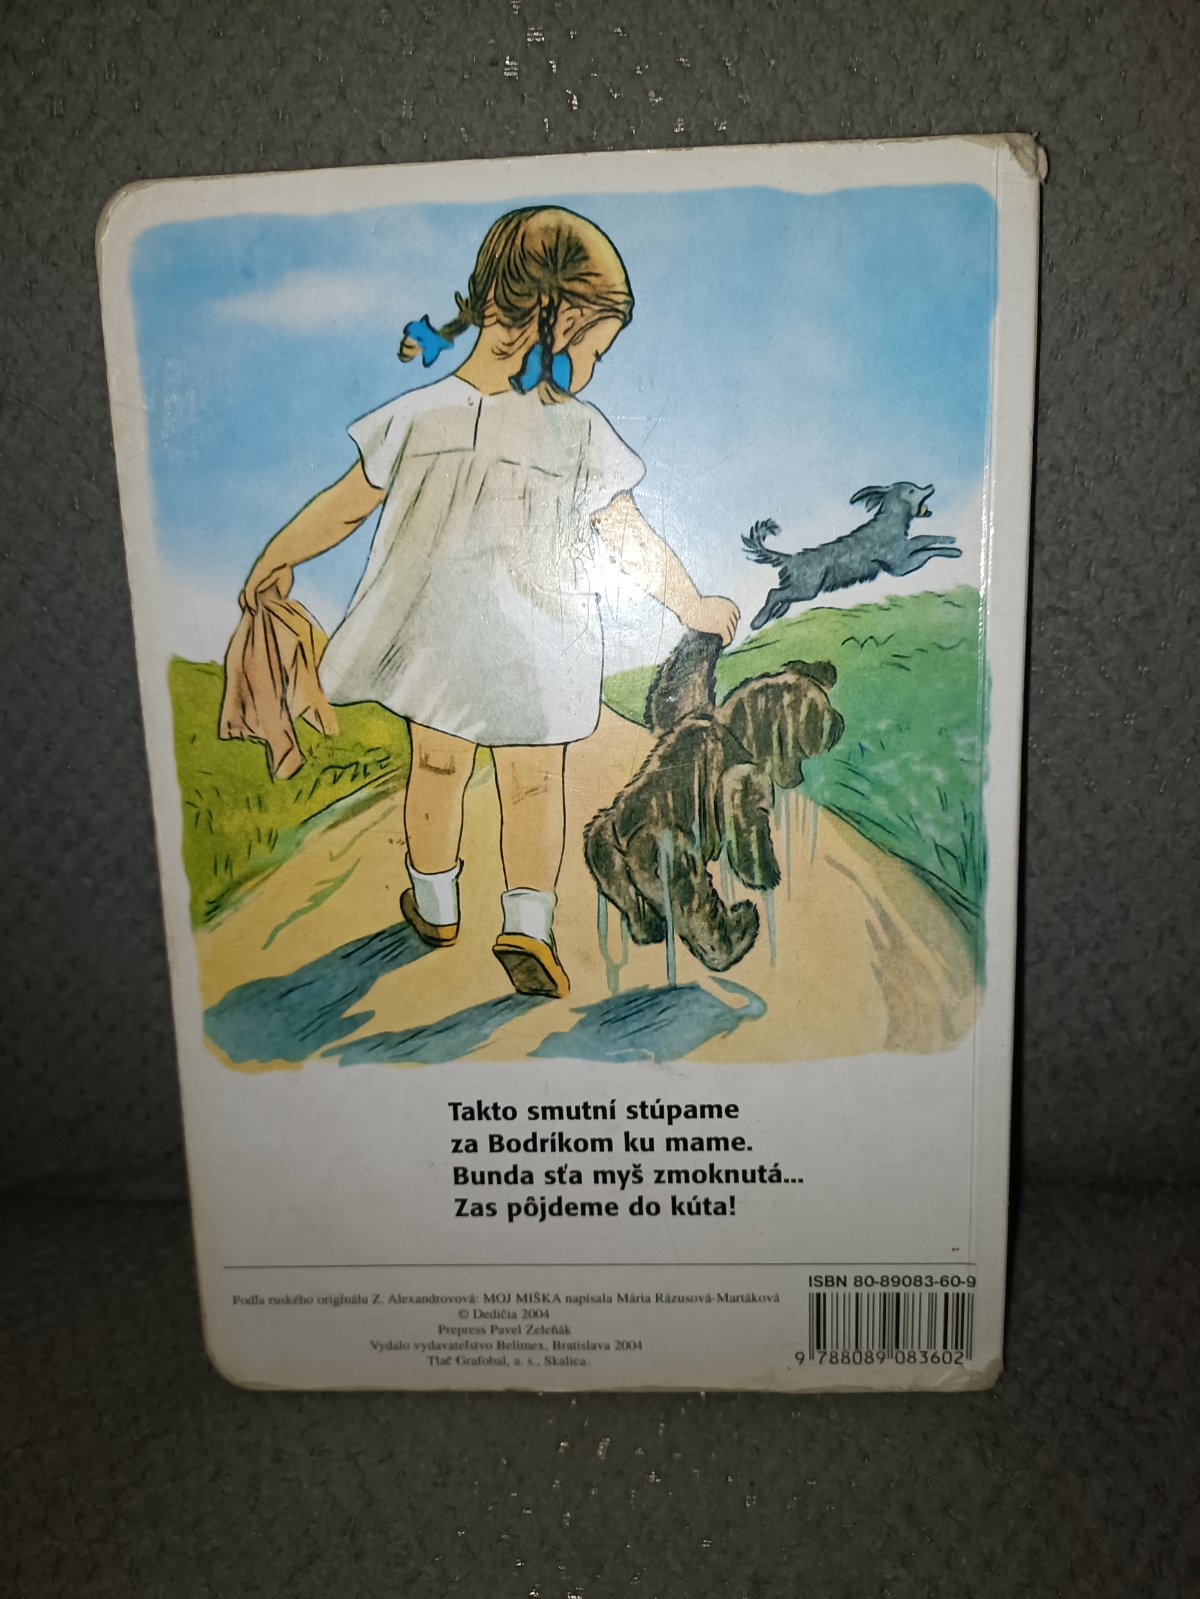 Takto smutní stúpame
za Bodríkom ku mame.
Bunda sťa myš zmoknutá...
Zas pôjdeme do kúta!
ISBN 80-89083-60-9
Podľa ruského originálu Z. Alexandrovová: MOJ MIŠKA napísala Mária Rázusová-Martáková
© Dedičia 2004
Prepress Pavel Zeleňák
Vydalo vydavateľstvo Belimex, Bratislava 2004
Tlač Grafobal, a. s., Skalica
9 788089 083602